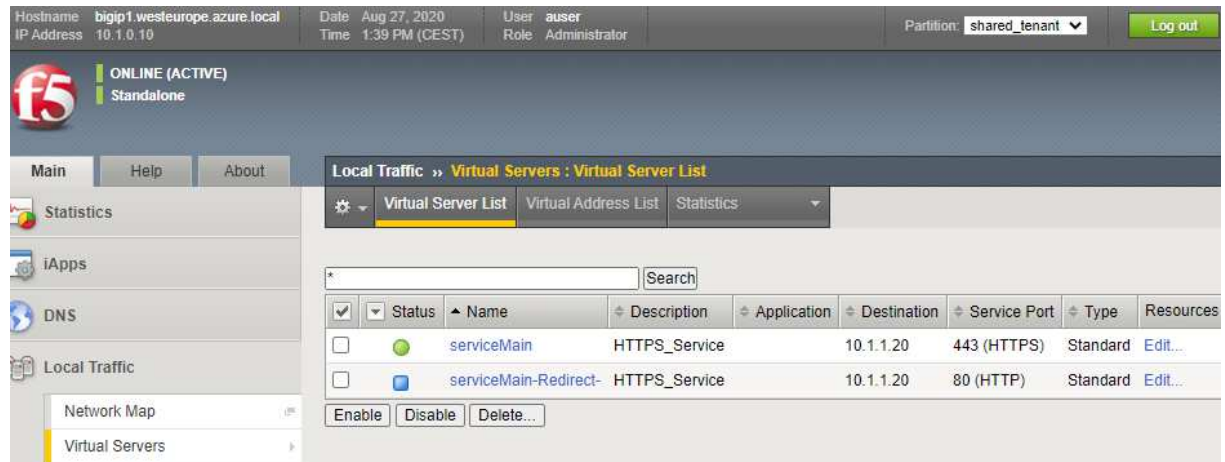 Hostname bigip1.westeurope.azure.local Date Aug 27, 2020 User auser Partition: shared_tenant Log out
IP Address 10.1.0.10 Time 1:39 PM (CEST) Role Administrator
f5
ONLINE (ACTIVE)
Standalone
Main Help About
Local Traffic ›› Virtual Servers : Virtual Server List
Virtual Server List Virtual Address List Statistics
Statistics
iApps
DNS
Local Traffic
Network Map
Virtual Servers
* Search
Status Name Description Application Destination Service Port Type Resources
serviceMain HTTPS_Service 10.1.1.20 443 (HTTPS) Standard Edit...
serviceMain-Redirect- HTTPS_Service 10.1.1.20 80 (HTTP) Standard Edit...
Enable Disable Delete...